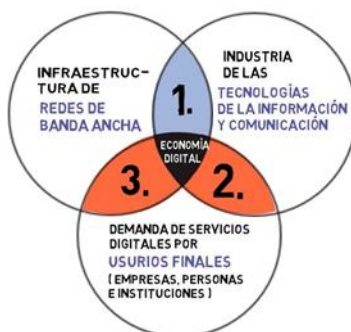 INFRAESTRUC-
TURA DE
REDES DE
BANDA ANCHA
INDUSTRIA
DE LAS
TECNOLOGÍAS
DE LA INFORMACIÓN
Y COMUNICACIÓN
1.
ECONOMÍA
DIGITAL
3.
2.
DEMANDA DE SERVICIOS
DIGITALES POR
USURIOS FINALES
(EMPRESAS, PERSONAS
E INSTITUCIONES)